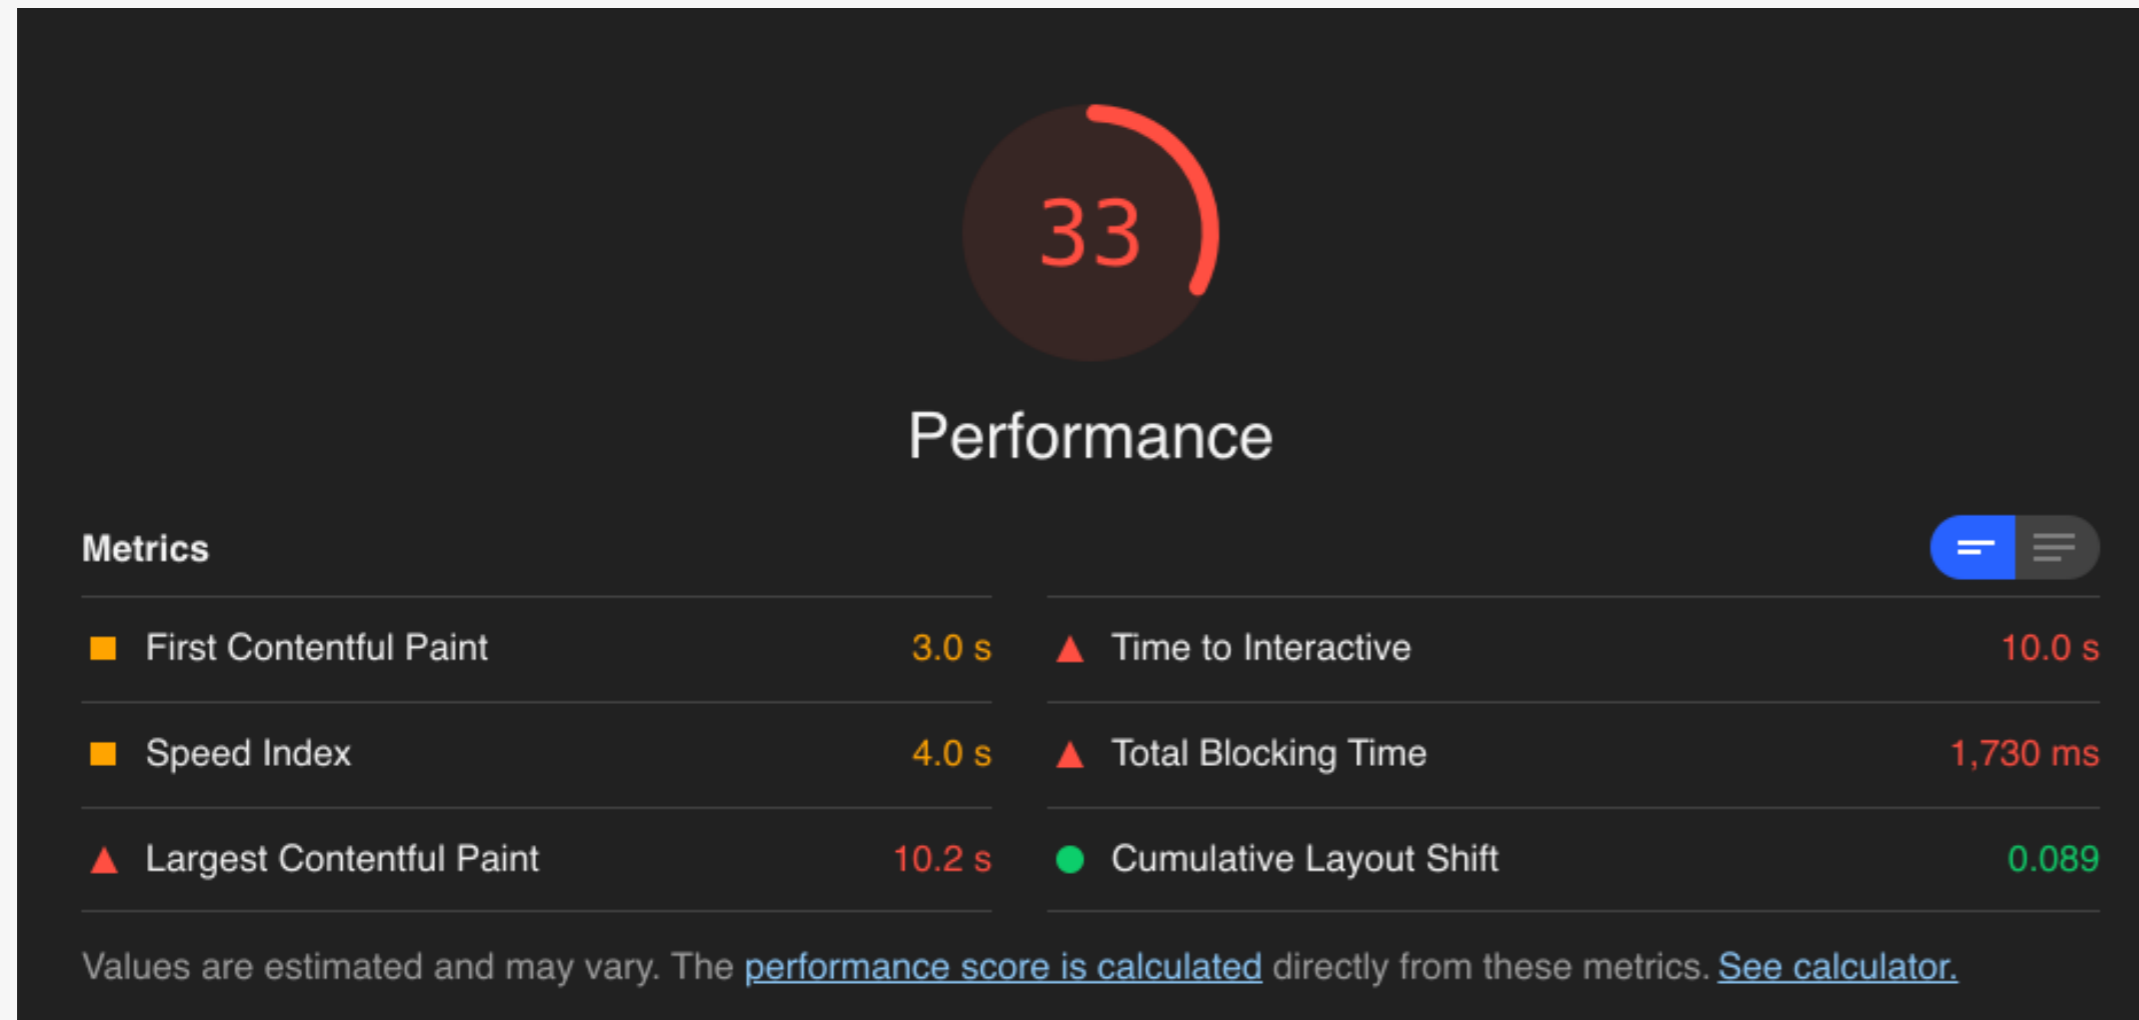 33
Performance
Metrics
First Contentful Paint 3.0 s
Time to Interactive 10.0 s
Speed Index 4.0 s
Total Blocking Time 1,730 ms
Largest Contentful Paint 10.2 s
Cumulative Layout Shift 0.089
Values are estimated and may vary. The performance score is calculated directly from these metrics. See calculator.